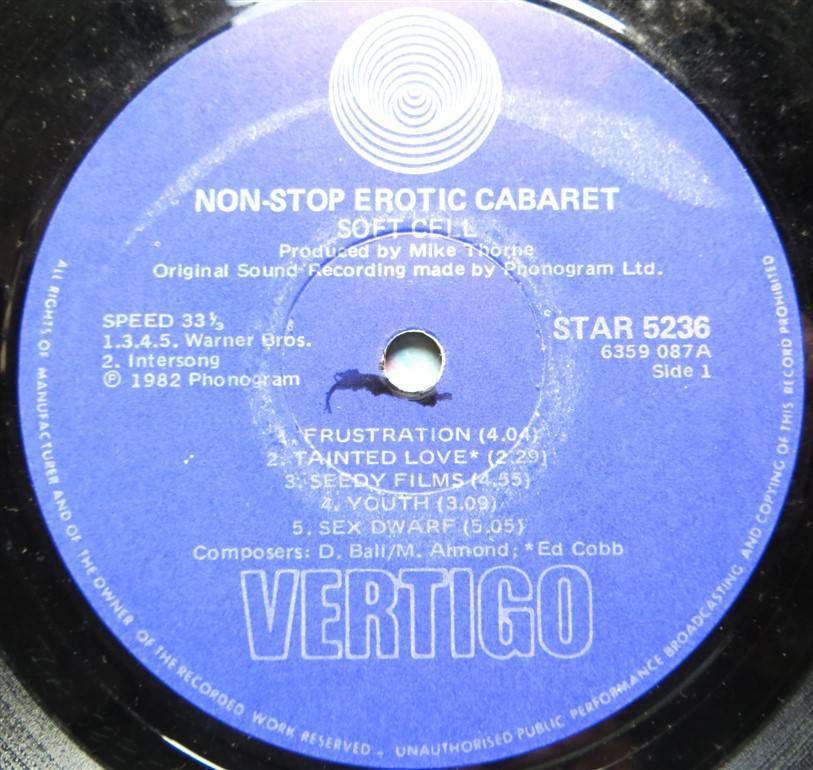 NON-STOP EROTIC CABARET
SOFT CELL
Produced by Mike Thorne
Original Sound Recording made by Phonogram Ltd.
SPEED 33⅓
1.3.4.5. Warner Bros.
2. Intersong
Ⓟ 1982 Phonogram
STAR 5236
6359 087A
Side 1
1. FRUSTRATION (4.04)
2. TAINTED LOVE* (2.29)
3. SEEDY FILMS (4.55)
4. YOUTH (3.09)
5. SEX DWARF (5.05)
Composers: D. Ball/M. Almond; *Ed Cobb
VERTIGO
ALL RIGHTS OF MANUFACTURER AND OF THE OWNER OF THE RECORDED WORK RESERVED. UNAUTHORISED PUBLIC PERFORMANCE BROADCASTING AND COPYING OF THIS RECORD PROHIBITED